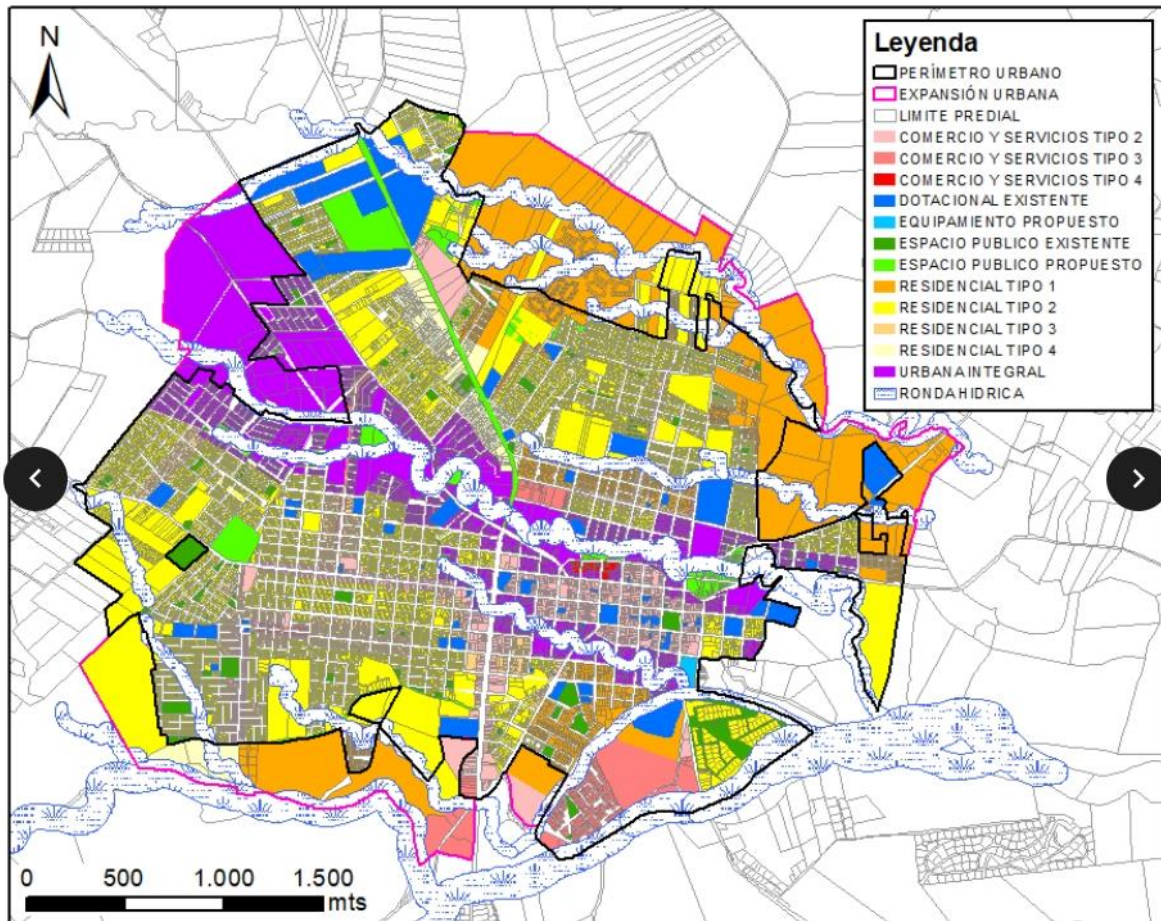 N
Leyenda
PERÍMETRO URBANO
EXPANSIÓN URBANA
LIMITE PREDIAL
COMERCIO Y SERVICIOS TIPO 2
COMERCIO Y SERVICIOS TIPO 3
COMERCIO Y SERVICIOS TIPO 4
DOTACIONAL EXISTENTE
EQUIPAMIENTO PROPUESTO
ESPACIO PUBLICO EXISTENTE
ESPACIO PUBLICO PROPUESTO
RESIDENCIAL TIPO 1
RESIDENCIAL TIPO 2
RESIDENCIAL TIPO 3
RESIDENCIAL TIPO 4
URBANA INTEGRAL
RONDA HIDRICA
0 500 1.000 1.500
mts